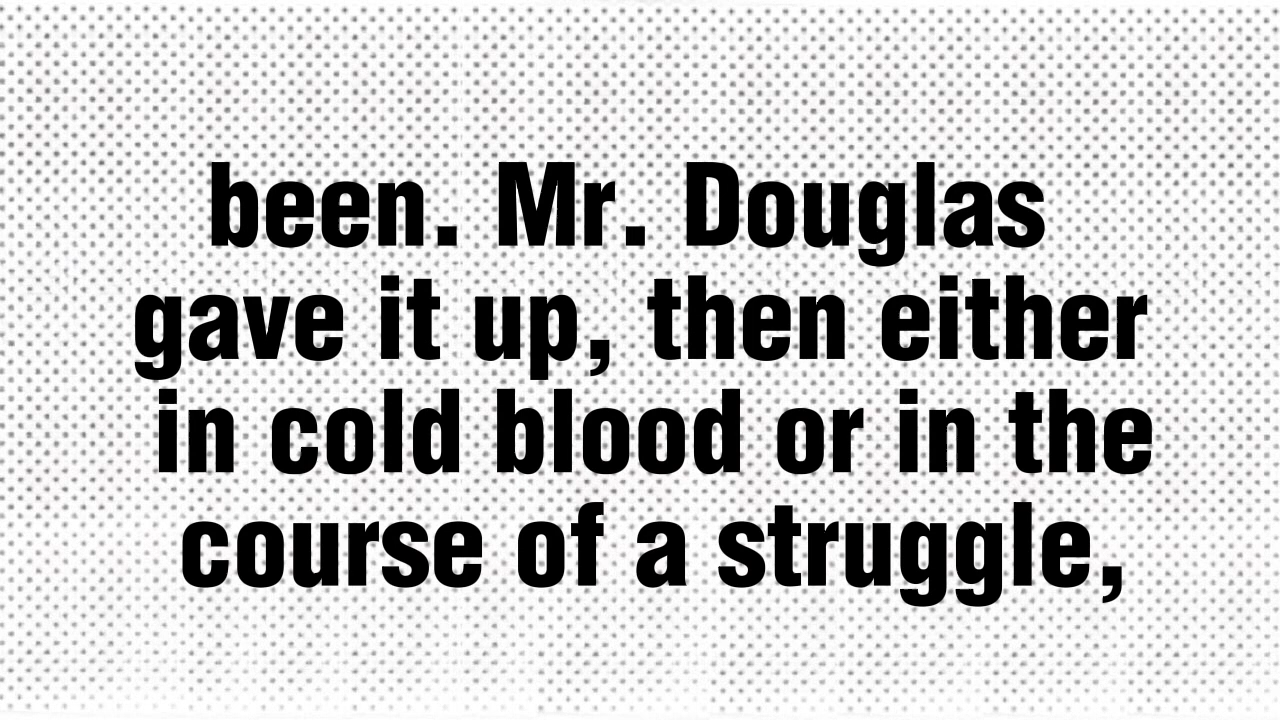 been. Mr. Douglas
gave it up, then either
in cold blood or in the
course of a struggle,